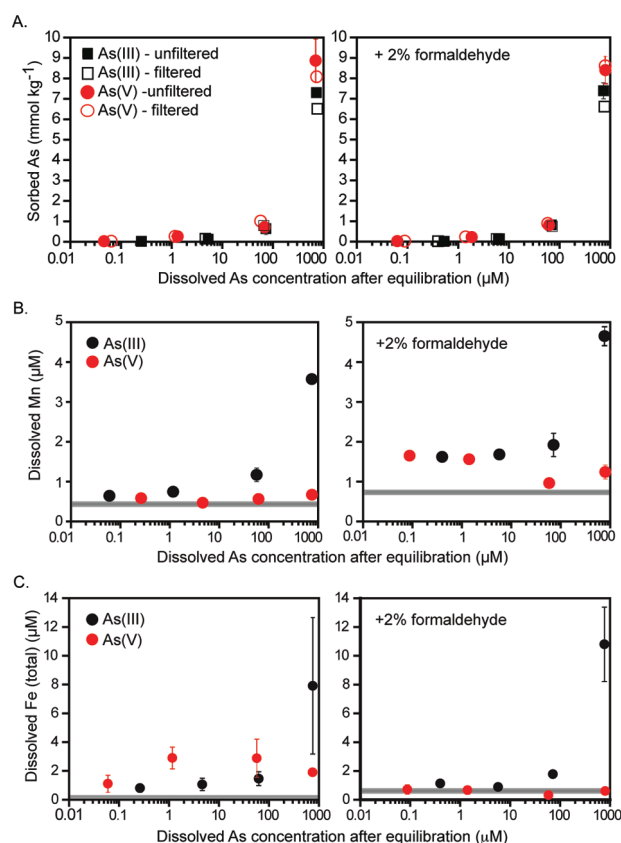 A.
As(III) - unfiltered
As(III) - filtered
As(V) -unfiltered
As(V) - filtered
+ 2% formaldehyde
Sorbed As (mmol kg⁻¹)
10
9
8
7
6
5
4
3
2
1
0
0.01 0.1 1 10 100 1000
10
9
8
7
6
5
4
3
2
1
0
0.01 0.1 1 10 100 1000
Dissolved As concentration after equilibration (µM)
B.
As(III)
As(V)
+2% formaldehyde
Dissolved Mn (µM)
5
4
3
2
1
0
0.01 0.1 1 10 100 1000
5
4
3
2
1
0
0.01 0.1 1 10 100 1000
Dissolved As concentration after equilibration (µM)
C.
As(III)
As(V)
+2% formaldehyde
Dissolved Fe (total) (µM)
14
12
10
8
6
4
2
0
0.01 0.1 1 10 100 1000
14
12
10
8
6
4
2
0
0.01 0.1 1 10 100 1000
Dissolved As concentration after equilibration (µM)